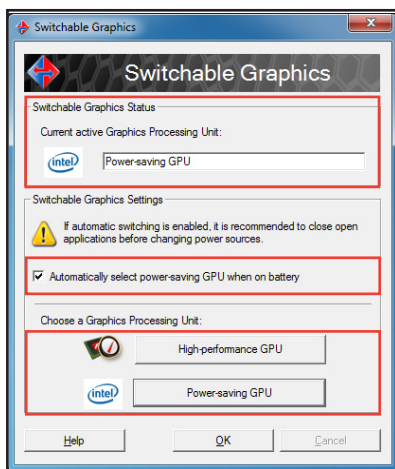 Switchable Graphics
Switchable Graphics
Switchable Graphics Status
Current active Graphics Processing Unit:
intel
Power-saving GPU
Switchable Graphics Settings
If automatic switching is enabled, it is recommended to close open
applications before changing power sources.
Automatically select power-saving GPU when on battery
Choose a Graphics Processing Unit:
High-performance GPU
intel
Power-saving GPU
Help
OK
Cancel